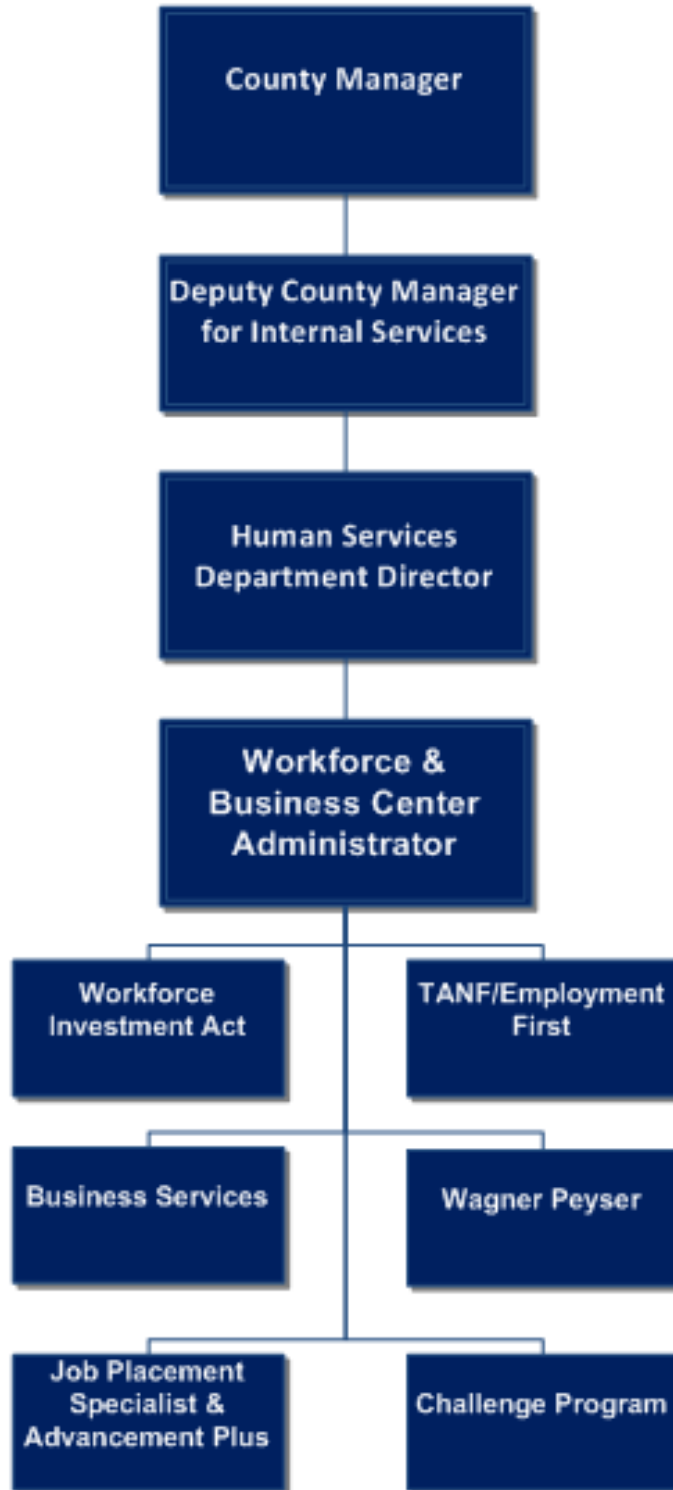 County Manager
Deputy County Manager
for Internal Services
Human Services
Department Director
Workforce &
Business Center
Administrator
Workforce
Investment Act
TANF/Employment
First
Business Services
Wagner Peyser
Job Placement
Specialist &
Advancement Plus
Challenge Program